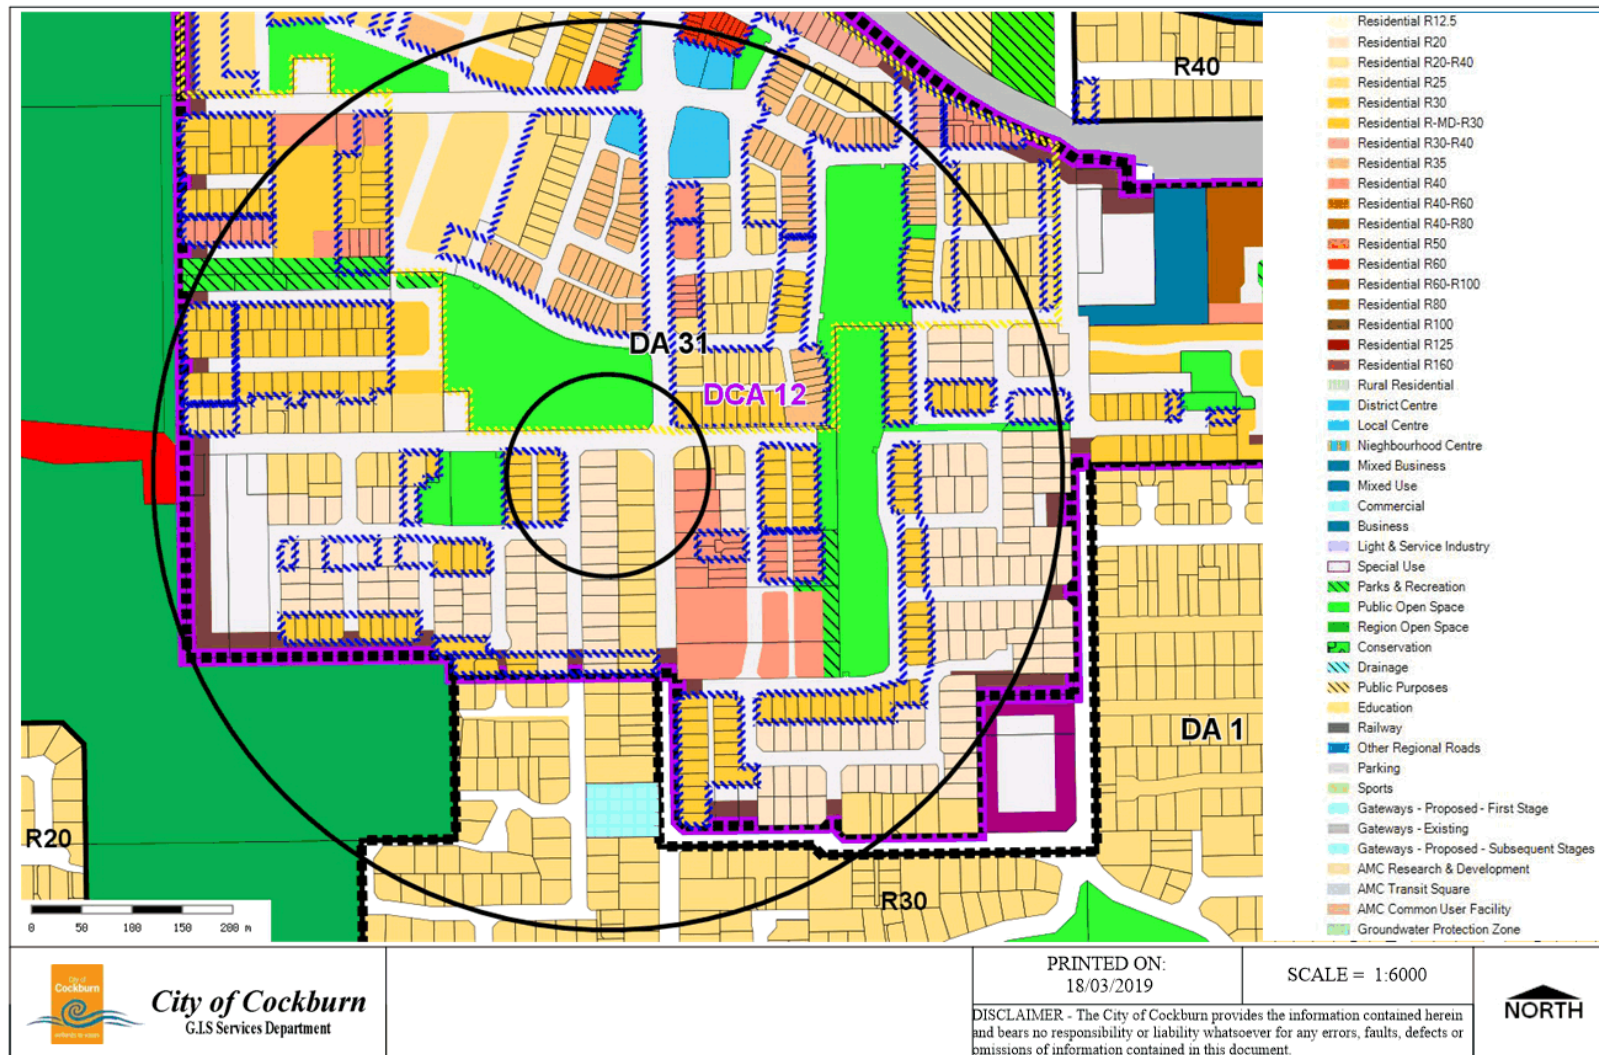 R40
DA 31
DCA 12
DA 1
R20
R30
0 50 100 150 200 m
Residential R12.5
Residential R20
Residential R20-R40
Residential R25
Residential R30
Residential R-MD-R30
Residential R30-R40
Residential R35
Residential R40
Residential R40-R60
Residential R40-R80
Residential R50
Residential R60
Residential R60-R100
Residential R80
Residential R100
Residential R125
Residential R160
Rural Residential
District Centre
Local Centre
Nieghbourhood Centre
Mixed Business
Mixed Use
Commercial
Business
Light & Service Industry
Special Use
Parks & Recreation
Public Open Space
Region Open Space
Conservation
Drainage
Public Purposes
Education
Railway
Other Regional Roads
Parking
Sports
Gateways - Proposed - First Stage
Gateways - Existing
Gateways - Proposed - Subsequent Stages
AMC Research & Development
AMC Transit Square
AMC Common User Facility
Groundwater Protection Zone
City of
Cockburn
City of Cockburn
G.I.S Services Department
PRINTED ON:
18/03/2019
SCALE = 1:6000
DISCLAIMER - The City of Cockburn provides the information contained herein
and bears no responsibility or liability whatsoever for any errors, faults, defects or
omissions of information contained in this document.
NORTH